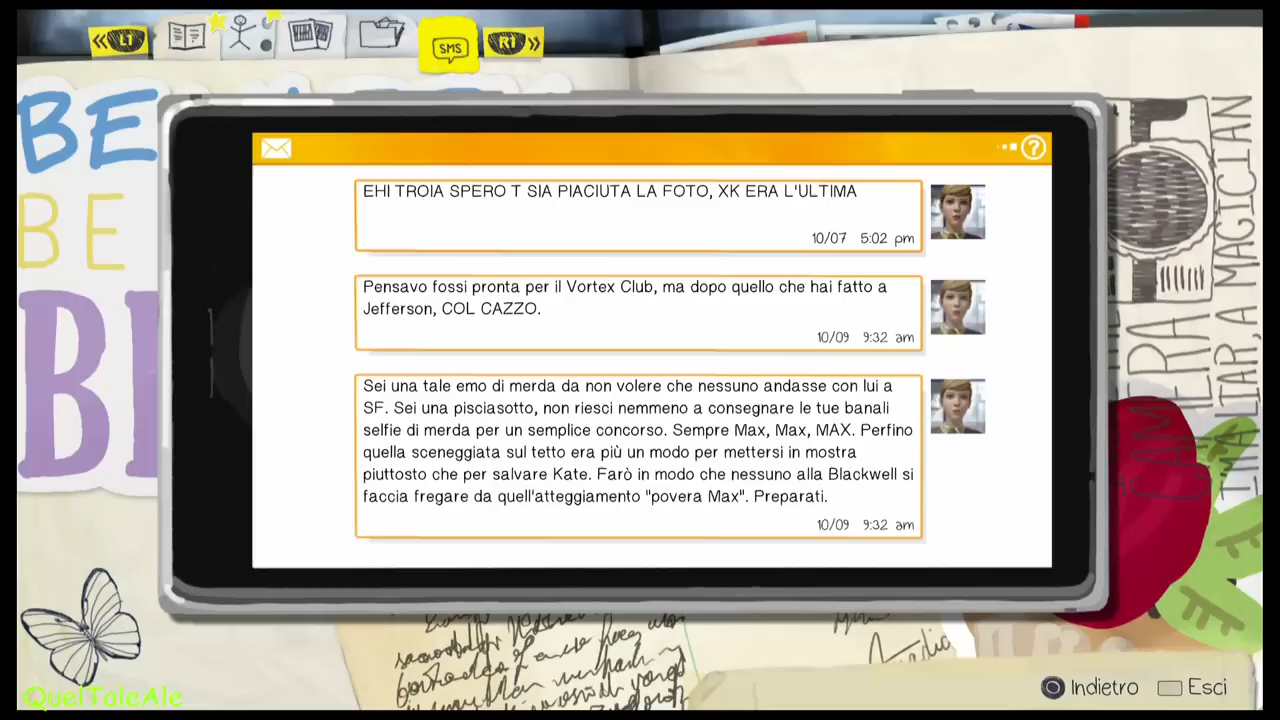 L1
SMS
R1
BE
BE
EHI TROIA SPERO T SIA PIACIUTA LA FOTO, XK ERA L'ULTIMA
10/07 5:02 pm
Pensavo fossi pronta per il Vortex Club, ma dopo quello che hai fatto a
Jefferson, COL CAZZO.
10/09 9:32 am
Sei una tale emo di merda da non volere che nessuno andasse con lui a
SF. Sei una pisciasotto, non riesci nemmeno a consegnare le tue banali
selfie di merda per un semplice concorso. Sempre Max, Max, MAX. Perfino
quella sceneggiata sul tetto era più un modo per mettersi in mostra
piuttosto che per salvare Kate. Farò in modo che nessuno alla Blackwell si
faccia fregare da quell'atteggiamento "povera Max". Preparati.
10/09 9:32 am
A MAGICIAN
QuelTaleAle
Indietro
Esci